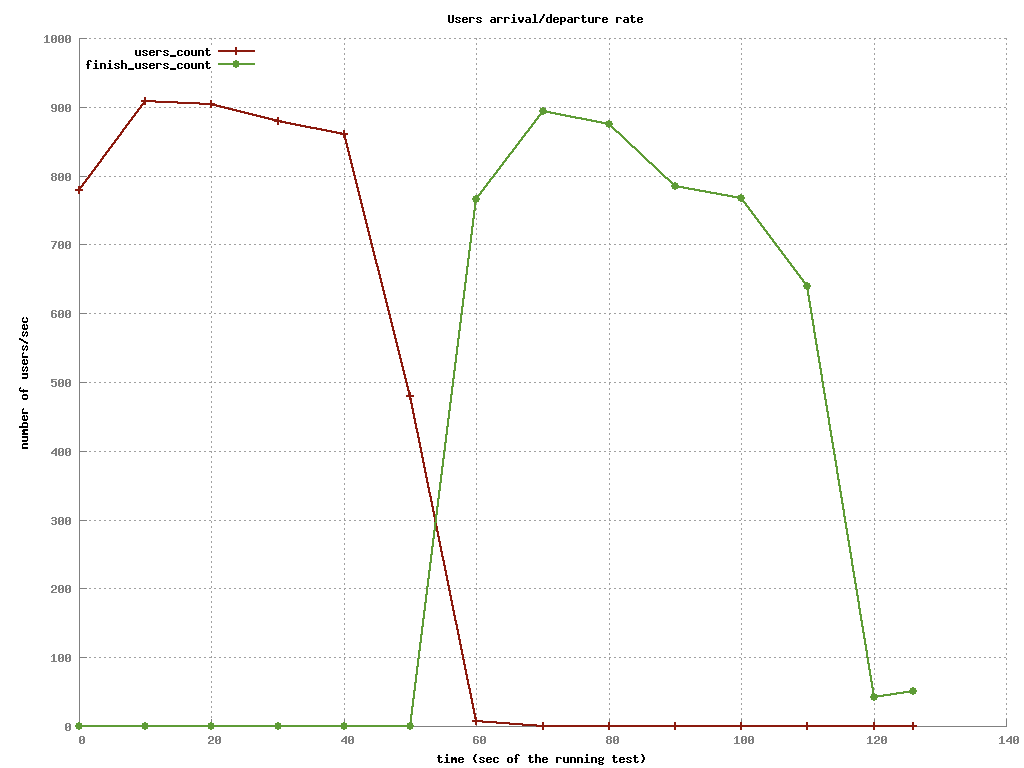 Users arrival/departure rate
1000
users_count
finish_users_count
900
800
700
600
500
400
300
200
100
0
number of users/sec
0 20 40 60 80 100 120 140
time (sec of the running test)